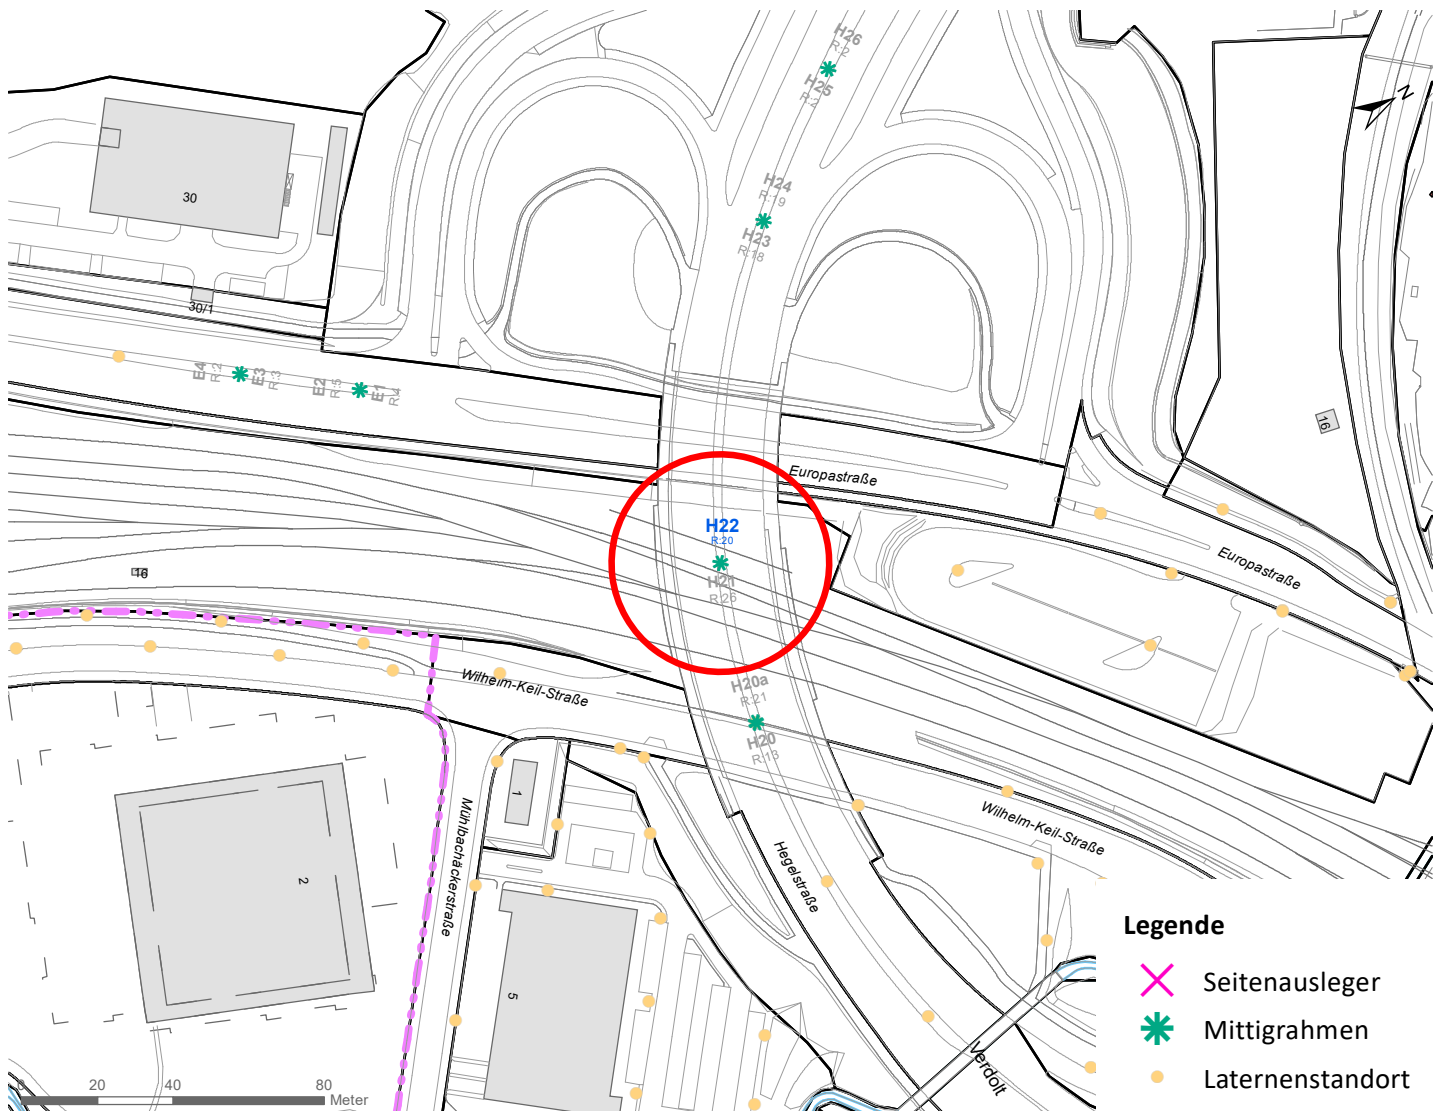 H26
R:2
H25
R:2
N
H24
R:19
H23
R:18
30
30/1
E4
R:2
E3
R:3
E2
R:5
E1
R:4
16
Europastraße
H22
R:20
H21
R:26
Europastraße
16
Wilhelm-Keil-Straße
H20a
R:21
H20
R:13
1
Wilhelm-Keil-Straße
Mühlbachäckerstraße
Hegelstraße
2
5
Verdolt
Legende
Seitenausleger
Mittigrahmen
Laternenstandort
0 20 40 80
Meter